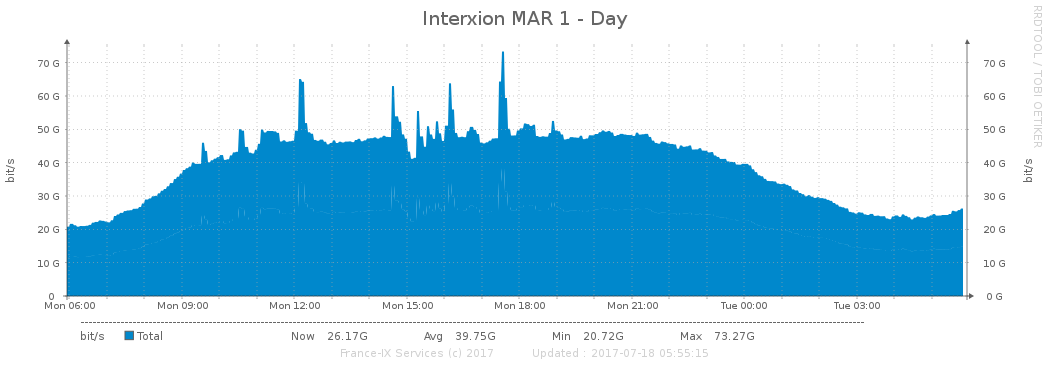 Interxion MAR 1 - Day
RRDTOOL / TOBI OETIKER
bit/s
70 G 70 G
60 G 60 G
50 G 50 G
40 G 40 G
30 G 30 G
20 G 20 G
10 G 10 G
0 0 G
bit/s
Mon 06:00 Mon 09:00 Mon 12:00 Mon 15:00 Mon 18:00 Mon 21:00 Tue 00:00 Tue 03:00
bit/s Total Now 26.17G Avg 39.75G Min 20.72G Max 73.27G
France-IX Services (c) 2017 Updated : 2017-07-18 05:55:15